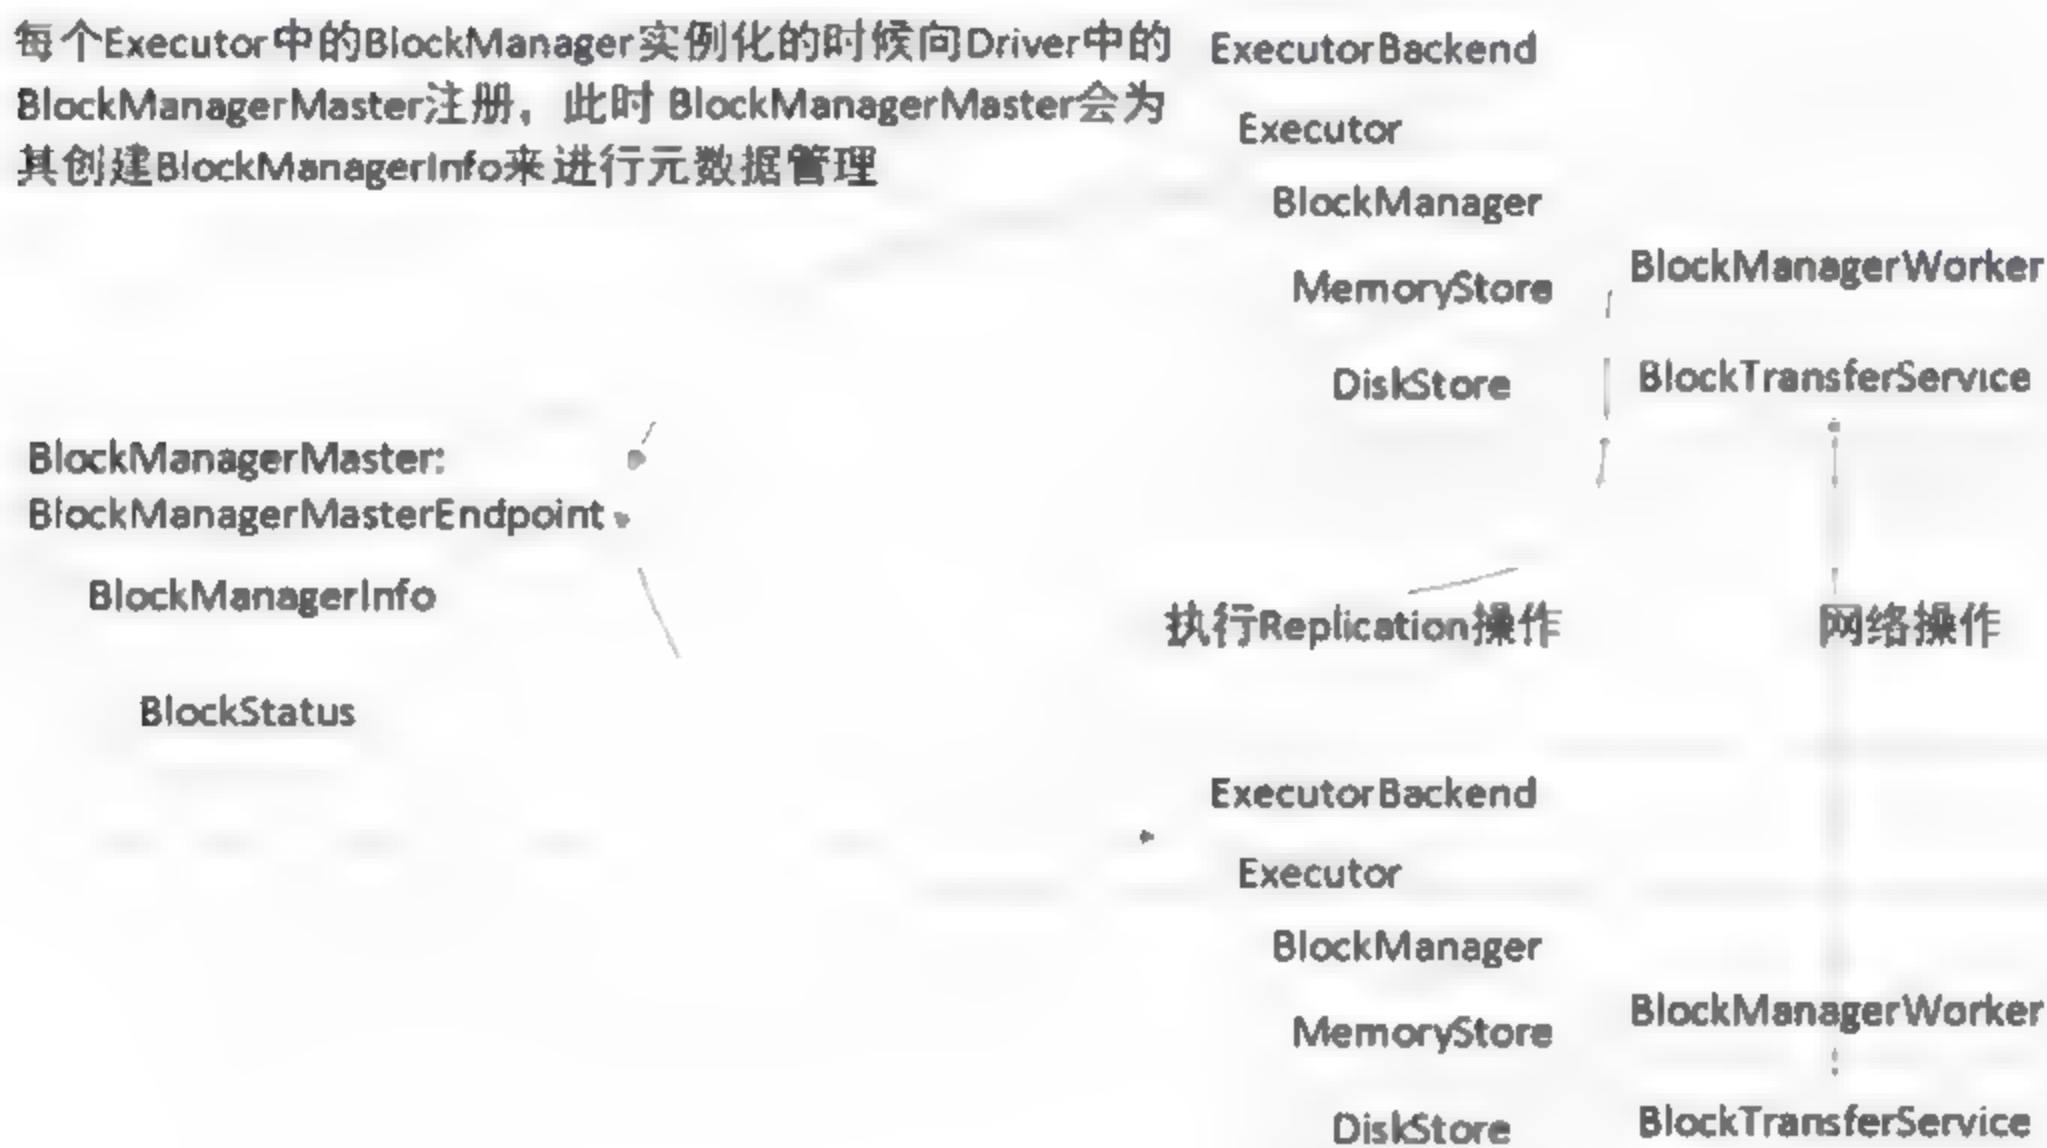 每个Executor中的BlockManager实例化的时候向Driver中的
BlockManagerMaster注册，此时 BlockManagerMaster会为
其创建BlockManagerInfo来进行元数据管理
ExecutorBackend
Executor
BlockManager
MemoryStore
DiskStore
BlockManagerWorker
BlockTransferService
BlockManagerMaster:
BlockManagerMasterEndpoint
BlockManagerInfo
BlockStatus
执行Replication操作
网络操作
ExecutorBackend
Executor
BlockManager
MemoryStore
DiskStore
BlockManagerWorker
BlockTransferService